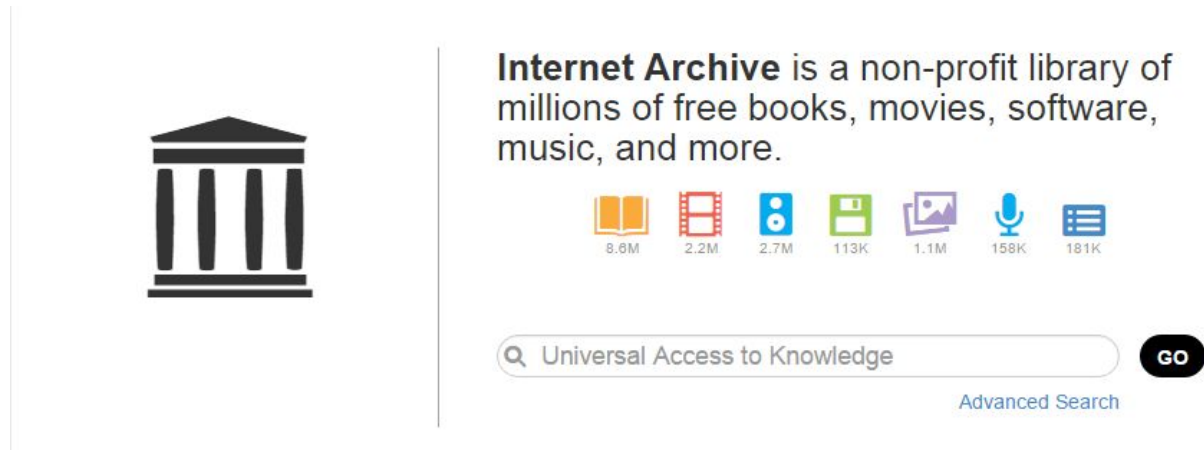 Internet Archive is a non-profit library of
millions of free books, movies, software,
music, and more.
8.6M 2.2M 2.7M 113K 1.1M 158K 181K
Universal Access to Knowledge GO
Advanced Search